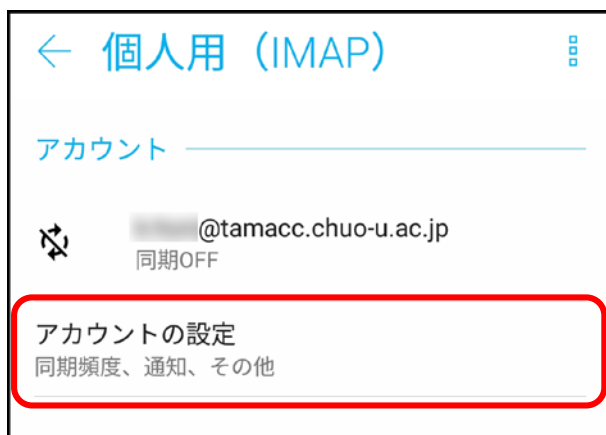 個人用（IMAP）
アカウント
@tamacc.chuo-u.ac.jp
同期OFF
アカウントの設定
同期頻度、通知、その他